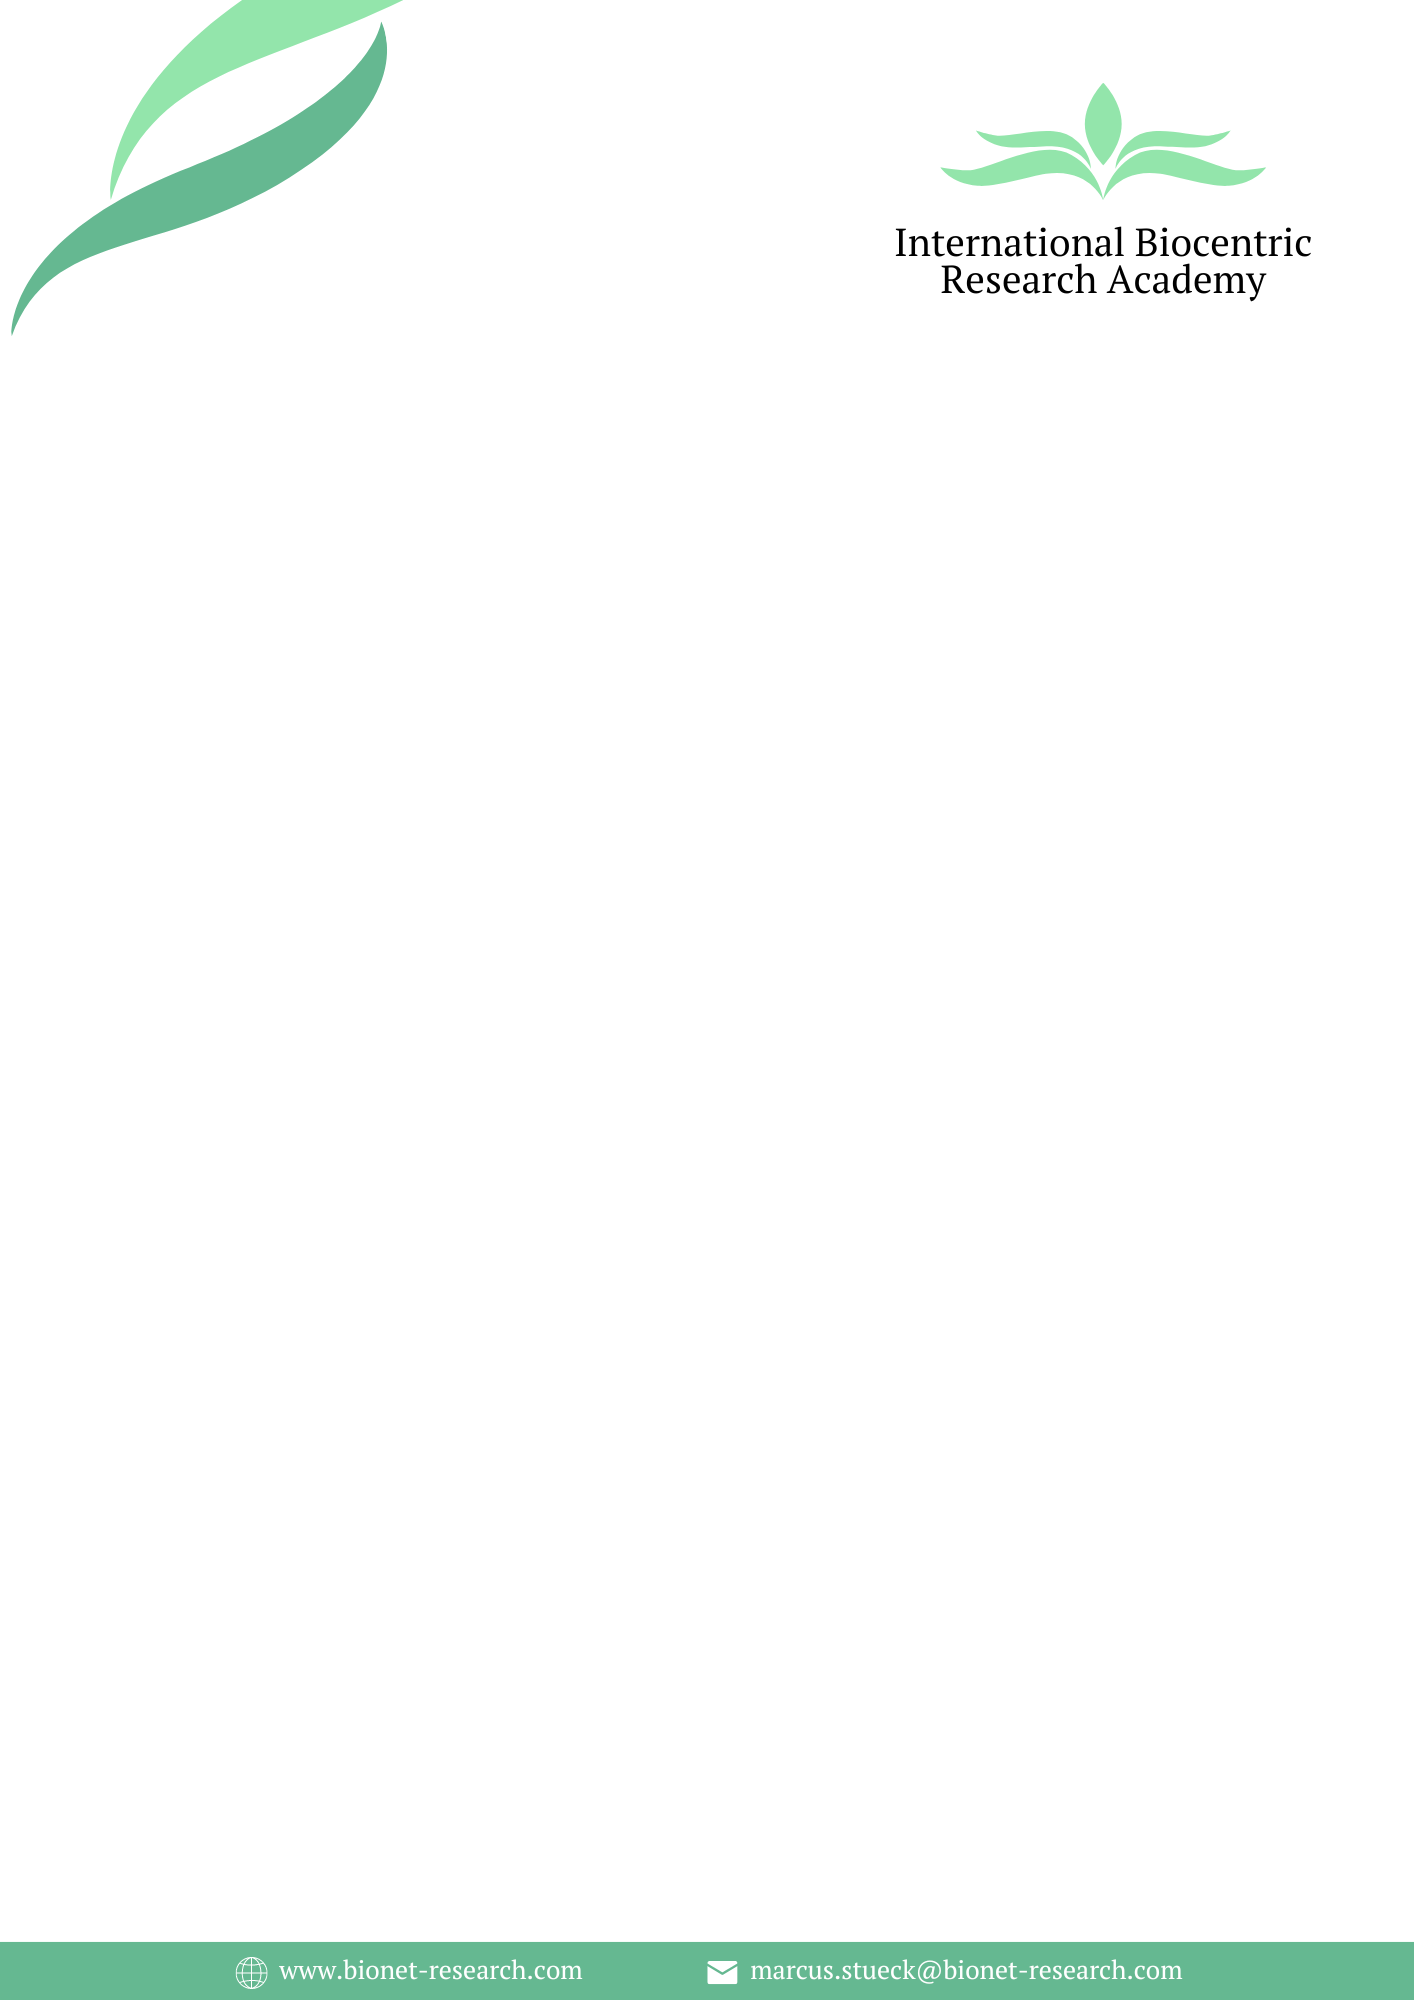 International Biocentric
Research Academy
www.bionet-research.com
marcus.stueck@bionet-research.com